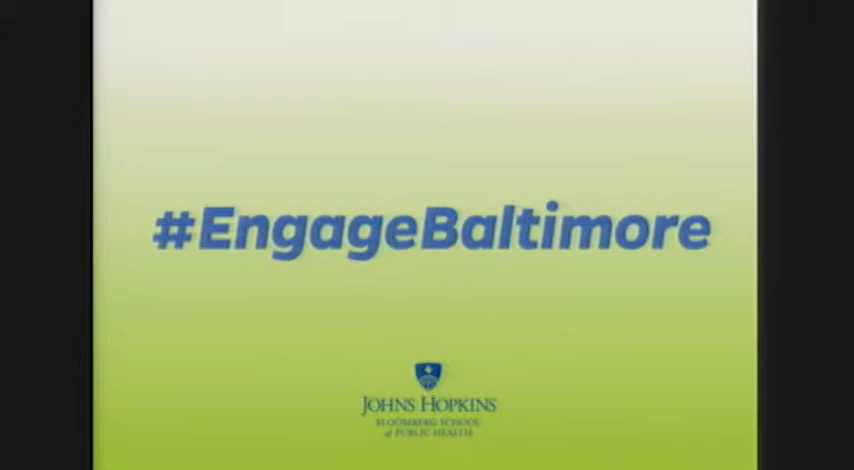 #EngageBaltimore
JOHNS HOPKINS
BLOOMBERG SCHOOL
of PUBLIC HEALTH